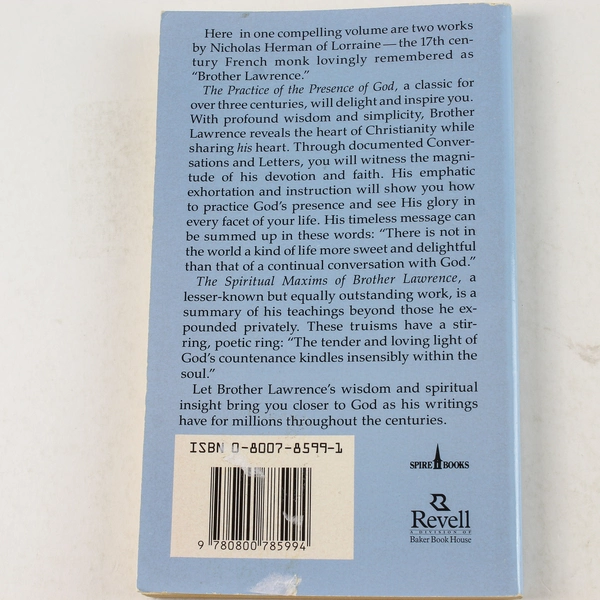 Here in one compelling volume are two works
by Nicholas Herman of Lorraine—the 17th cen-
tury French monk lovingly remembered as
“Brother Lawrence.”
The Practice of the Presence of God, a classic for
over three centuries, will delight and inspire you.
With profound wisdom and simplicity, Brother
Lawrence reveals the heart of Christianity while
sharing his heart. Through documented Conver-
sations and Letters, you will witness the magni-
tude of his devotion and faith. His emphatic
exhortation and instruction will show you how
to practice God’s presence and see His glory in
every facet of your life. His timeless message can
be summed up in these words: “There is not in
the world a kind of life more sweet and delightful
than that of a continual conversation with God.”
The Spiritual Maxims of Brother Lawrence, a
lesser-known but equally outstanding work, is a
summary of his teachings beyond those he ex-
pounded privately. These truisms have a stir-
ring, poetic ring: “The tender and loving light of
God’s countenance kindles insensibly within the
soul.”
Let Brother Lawrence’s wisdom and spiritual
insight bring you closer to God as his writings
have for millions throughout the centuries.
ISBN 0-8007-8599-1
9 780800 785994
SPIRE BOOKS
Revell
A DIVISION OF
Baker Book House